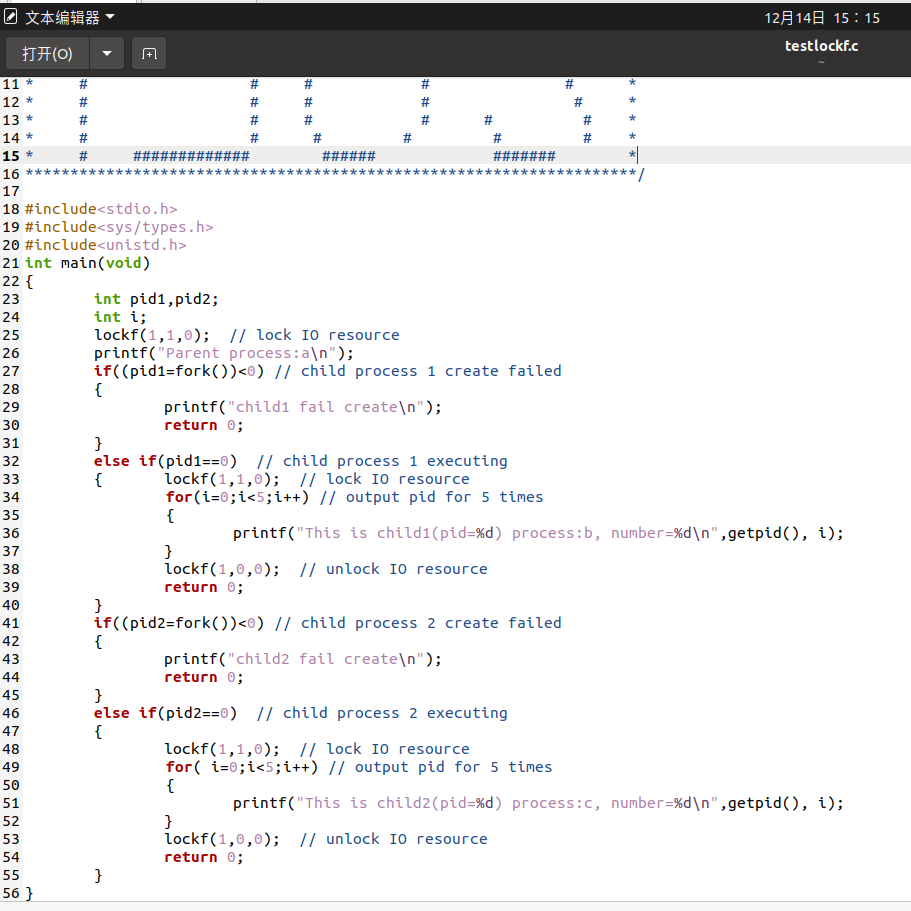 文本编辑器
12月14日 15：15
打开(O)
testlockf.c
~
11 *     #                  #     #            #               #      *
12 *     #                  #     #            #                #     *
13 *     #                  #     #            #      #          #    *
14 *     #                  #      #         #         #         #    *
15 *     #     #############        ######             #######        *
16 ********************************************************************/
17
18 #include<stdio.h>
19 #include<sys/types.h>
20 #include<unistd.h>
21 int main(void)
22 {
23         int pid1,pid2;
24         int i;
25         lockf(1,1,0);  // lock IO resource
26         printf("Parent process:a\n");
27         if((pid1=fork())<0) // child process 1 create failed
28         {
29                 printf("child1 fail create\n");
30                 return 0;
31         }
32         else if(pid1==0)  // child process 1 executing
33         {       lockf(1,1,0);  // lock IO resource
34                 for(i=0;i<5;i++) // output pid for 5 times
35                 {
36                         printf("This is child1(pid=%d) process:b, number=%d\n",getpid(), i);
37                 }
38                 lockf(1,0,0);  // unlock IO resource
39                 return 0;
40         }
41         if((pid2=fork())<0) // child process 2 create failed
42         {
43                 printf("child2 fail create\n");
44                 return 0;
45         }
46         else if(pid2==0)  // child process 2 executing
47         {
48                 lockf(1,1,0);  // lock IO resource
49                 for( i=0;i<5;i++) // output pid for 5 times
50                 {
51                         printf("This is child2(pid=%d) process:c, number=%d\n",getpid(), i);
52                 }
53                 lockf(1,0,0);  // unlock IO resource
54                 return 0;
55         }
56 }